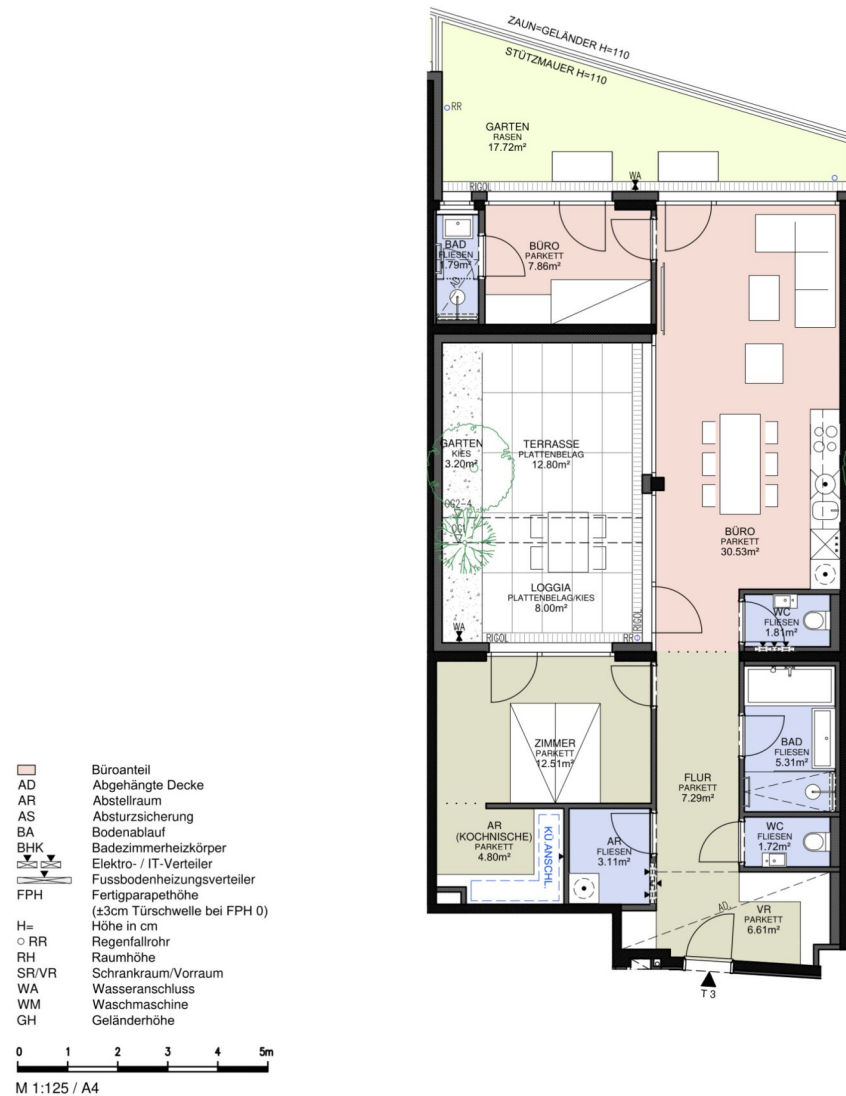 ZAUN=GELÄNDER H=110
STÜTZMAUER H=110
RR
GARTEN
RASEN
17.72m²
WA
RIGOL
BAD
FLIESEN
1.79m²
AD
BÜRO
PARKETT
7.86m²
GARTEN
KIES
3.20m²
TERRASSE
PLATTENBELAG
12.80m²
OG2-4
OG1
BÜRO
PARKETT
30.53m²
LOGGIA
PLATTENBELAG/KIES
8.00m²
WA
RIGOL
RR
RIGOL
WC
FLIESEN
1.81m²
ZIMMER
PARKETT
12.51m²
BAD
FLIESEN
5.31m²
FLUR
PARKETT
7.29m²
AR
(KOCHNISCHE)
PARKETT
4.80m²
KÜ.ANSCHL.
AR
FLIESEN
3.11m²
WC
FLIESEN
1.72m²
AD
VR
PARKETT
6.61m²
T 3
Büroanteil
AD Abgehängte Decke
AR Abstellraum
AS Absturzsicherung
BA Bodenablauf
BHK Badezimmerheizkörper
Elektro- / IT-Verteiler
Fussbodenheizungsverteiler
FPH Fertigparapethöhe
(±3cm Türschwelle bei FPH 0)
H= Höhe in cm
RR Regenfallrohr
RH Raumhöhe
SR/VR Schrankraum/Vorraum
WA Wasseranschluss
WM Waschmaschine
GH Geländerhöhe
0 1 2 3 4 5m
M 1:125 / A4